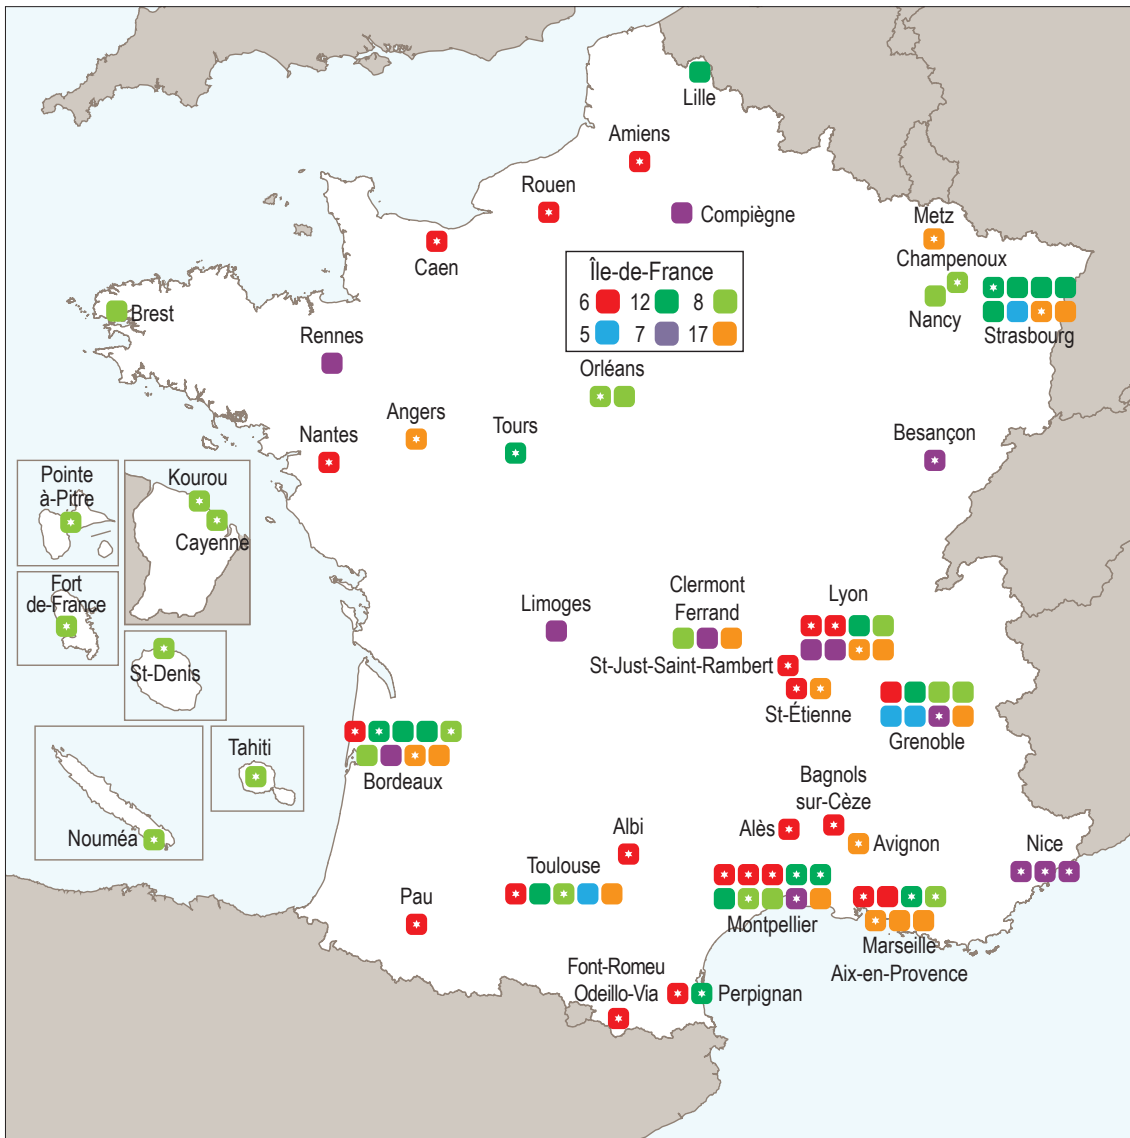 Lille
Amiens
Rouen
Compiègne
Metz
Caen
Champenoux
Île-de-France
6 12 8
5 7 17
Brest
Nancy
Strasbourg
Rennes
Orléans
Angers
Tours
Nantes
Besançon
Pointe
à-Pitre
Kourou
Cayenne
Fort
de-France
Limoges
Clermont
Ferrand
Lyon
St-Denis
St-Just-Saint-Rambert
St-Étienne
Grenoble
Tahiti
Bordeaux
Bagnols
sur-Cèze
Nouméa
Albi
Alès
Avignon
Nice
Toulouse
Pau
Montpellier
Marseille
Aix-en-Provence
Font-Romeu
Odeillo-Via
Perpignan